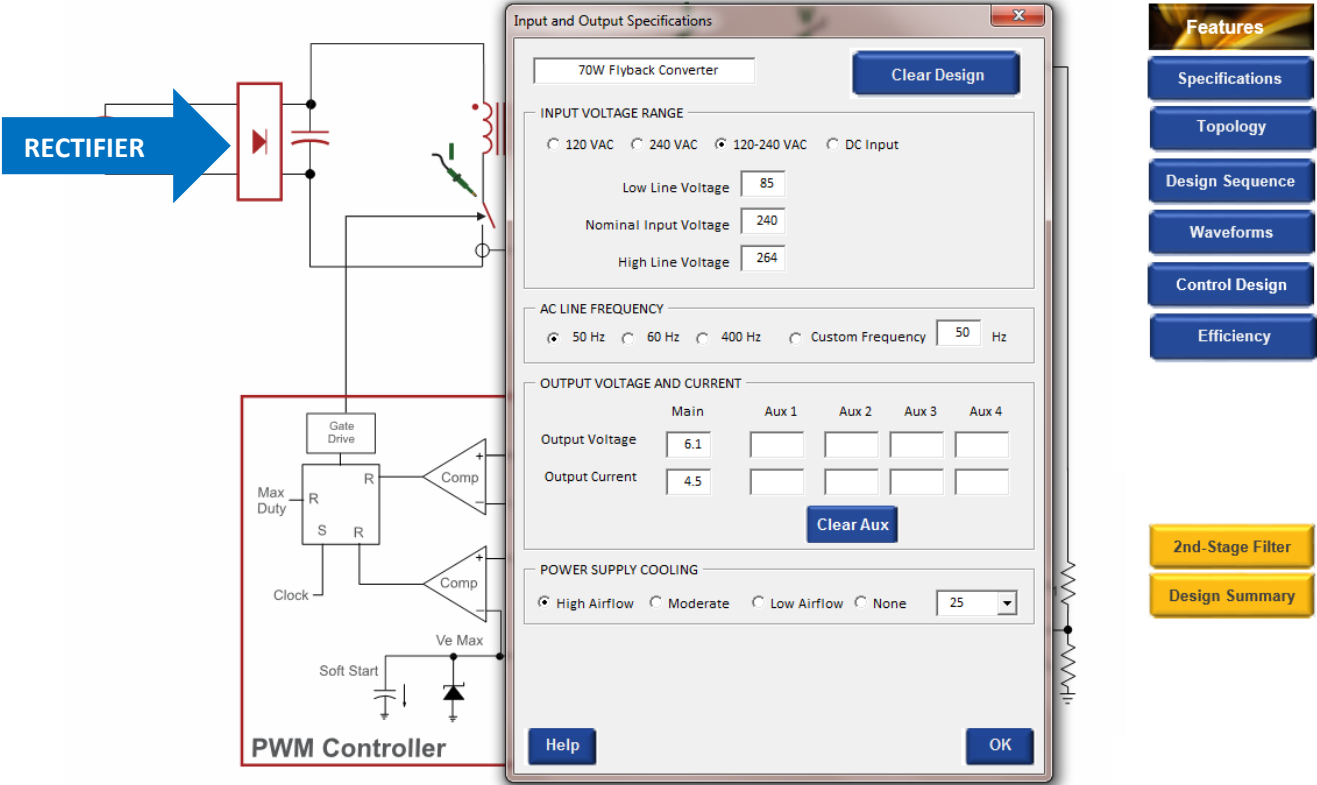 Input and Output Specifications
70W Flyback Converter
Clear Design
INPUT VOLTAGE RANGE
120 VAC 240 VAC 120-240 VAC DC Input
Low Line Voltage 85
Nominal Input Voltage 240
High Line Voltage 264
AC LINE FREQUENCY
50 Hz 60 Hz 400 Hz Custom Frequency 50 Hz
OUTPUT VOLTAGE AND CURRENT
Main Aux 1 Aux 2 Aux 3 Aux 4
Output Voltage 6.1
Output Current 4.5
Clear Aux
POWER SUPPLY COOLING
High Airflow Moderate Low Airflow None 25
Help OK
RECTIFIER
Gate
Drive
Comp
R
Max
Duty
R
S R
Comp
Clock
Ve Max
Soft Start
PWM Controller
Features
Specifications
Topology
Design Sequence
Waveforms
Control Design
Efficiency
2nd-Stage Filter
Design Summary